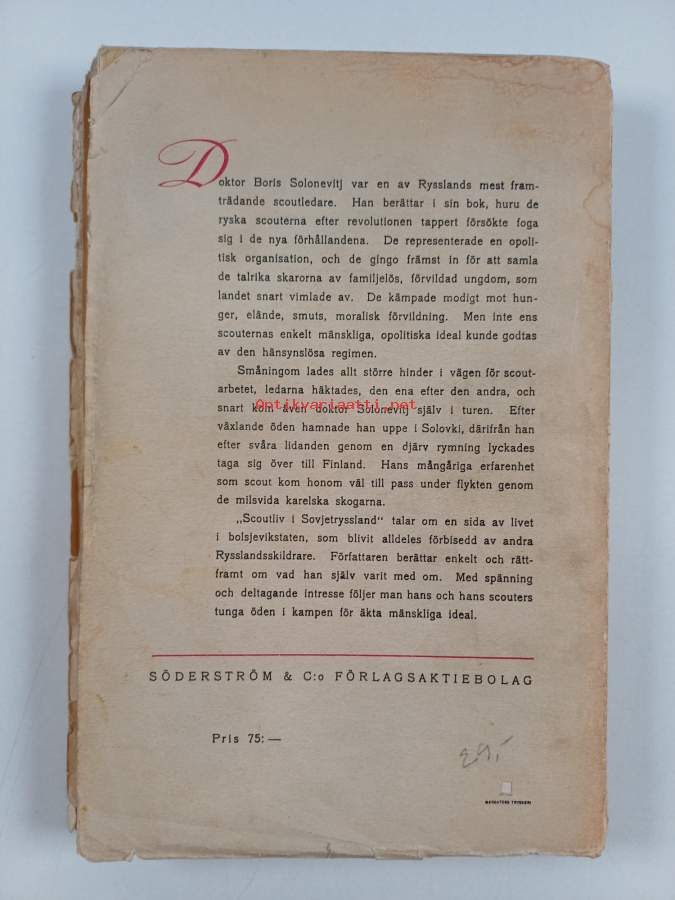 Doktor Boris Solonevitj var en av Rysslands mest fram-
trädande scoutledare. Han berättar i sin bok, huru de
ryska scouterna efter revolutionen tappert försökte foga
sig i de nya förhållandena. De representerade en opoli-
tisk organisation, och de gingo främst in för att samla
de talrika skarorna av familjelös, förvildad ungdom, som
landet snart vimlade av. De kämpade modigt mot hun-
ger, elände, smuts, moralisk förvildning. Men inte ens
scouternas enkelt mänskliga, opolitiska ideal kunde godtas
av den hänsynslösa regimen.
Småningom lades allt större hinder i vägen för scout-
arbetet, ledarna häktades, den ena efter den andra, och
Antikvariaatti.net
snart kom även doktor Solonevitj själv i turen. Efter
växlande öden hamnade han uppe i Solovki, därifrån han
efter svåra lidanden genom en djärv rymning lyckades
taga sig över till Finland. Hans mångåriga erfarenhet
som scout kom honom väl till pass under flykten genom
de milsvida karelska skogarna.
„Scoutliv i Sovjetryssland" talar om en sida av livet
i bolsjevikstaten, som blivit alldeles förbisedd av andra
Rysslandsskildrare. Författaren berättar enkelt och rätt-
framt om vad han själv varit med om. Med spänning
och deltagande intresse följer man hans och hans scouters
tunga öden i kampen för äkta mänskliga ideal.
SÖDERSTRÖM & C:o FÖRLAGSAKTIEBOLAG
Pris 75: —
MERCATORS TRYCKERI